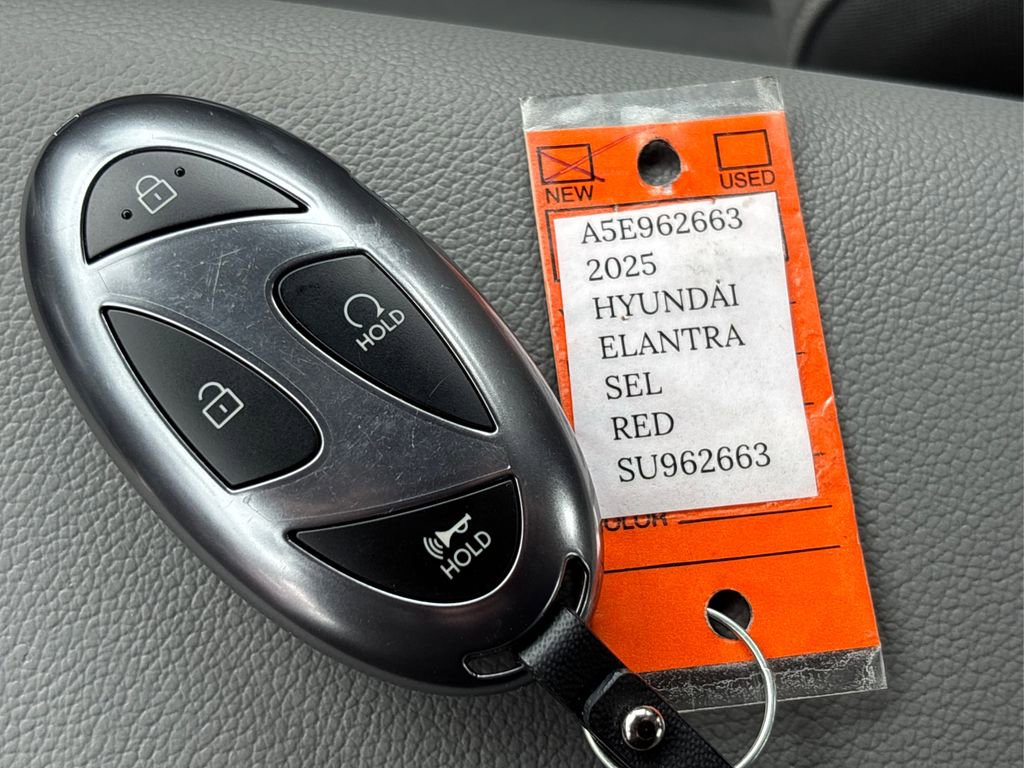 NEW USED
A5E962663
2025
HYUNDAI
ELANTRA
SEL
RED
SU962663
HOLD
HOLD